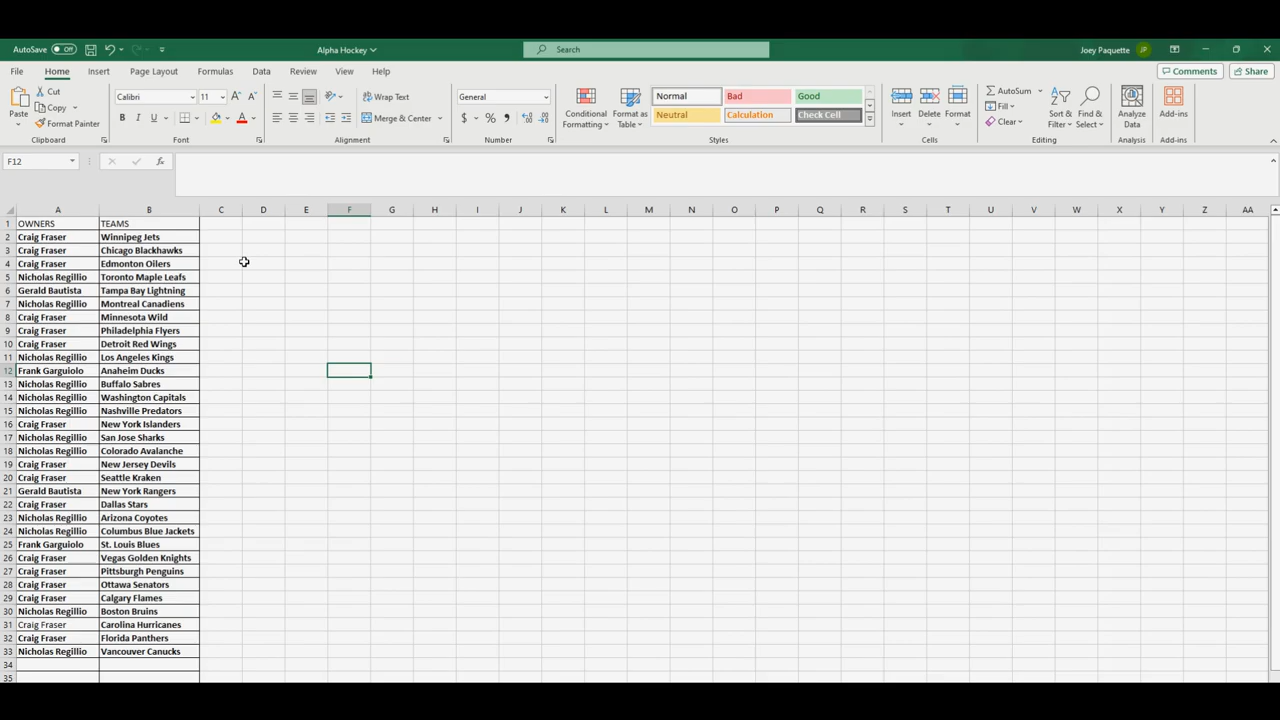 AutoSave Off Alpha Hockey Search Joey Paquette JP
File Home Insert Page Layout Formulas Data Review View Help Comments Share
Paste Cut Copy Format Painter Clipboard
Calibri 11 B I U A Font
Wrap Text Merge & Center Alignment
General $ % , Number
Conditional Formatting Format as Table Normal Bad Good Neutral Calculation Check Cell Styles
Insert Delete Format Cells
AutoSum Fill Clear Sort & Filter Find & Select Editing
Analyze Data Analysis
Add-ins Add-ins
F12 fx
A B C D E F G H I J K L M N O P Q R S T U V W X Y Z AA
1 OWNERS TEAMS
2 Craig Fraser Winnipeg Jets
3 Craig Fraser Chicago Blackhawks
4 Craig Fraser Edmonton Oilers
5 Nicholas Regillio Toronto Maple Leafs
6 Gerald Bautista Tampa Bay Lightning
7 Nicholas Regillio Montreal Canadiens
8 Craig Fraser Minnesota Wild
9 Craig Fraser Philadelphia Flyers
10 Craig Fraser Detroit Red Wings
11 Nicholas Regillio Los Angeles Kings
12 Frank Garguiolo Anaheim Ducks
13 Nicholas Regillio Buffalo Sabres
14 Nicholas Regillio Washington Capitals
15 Nicholas Regillio Nashville Predators
16 Craig Fraser New York Islanders
17 Nicholas Regillio San Jose Sharks
18 Nicholas Regillio Colorado Avalanche
19 Craig Fraser New Jersey Devils
20 Craig Fraser Seattle Kraken
21 Gerald Bautista New York Rangers
22 Craig Fraser Dallas Stars
23 Nicholas Regillio Arizona Coyotes
24 Nicholas Regillio Columbus Blue Jackets
25 Frank Garguiolo St. Louis Blues
26 Craig Fraser Vegas Golden Knights
27 Craig Fraser Pittsburgh Penguins
28 Craig Fraser Ottawa Senators
29 Craig Fraser Calgary Flames
30 Nicholas Regillio Boston Bruins
31 Craig Fraser Carolina Hurricanes
32 Craig Fraser Florida Panthers
33 Nicholas Regillio Vancouver Canucks
34
35